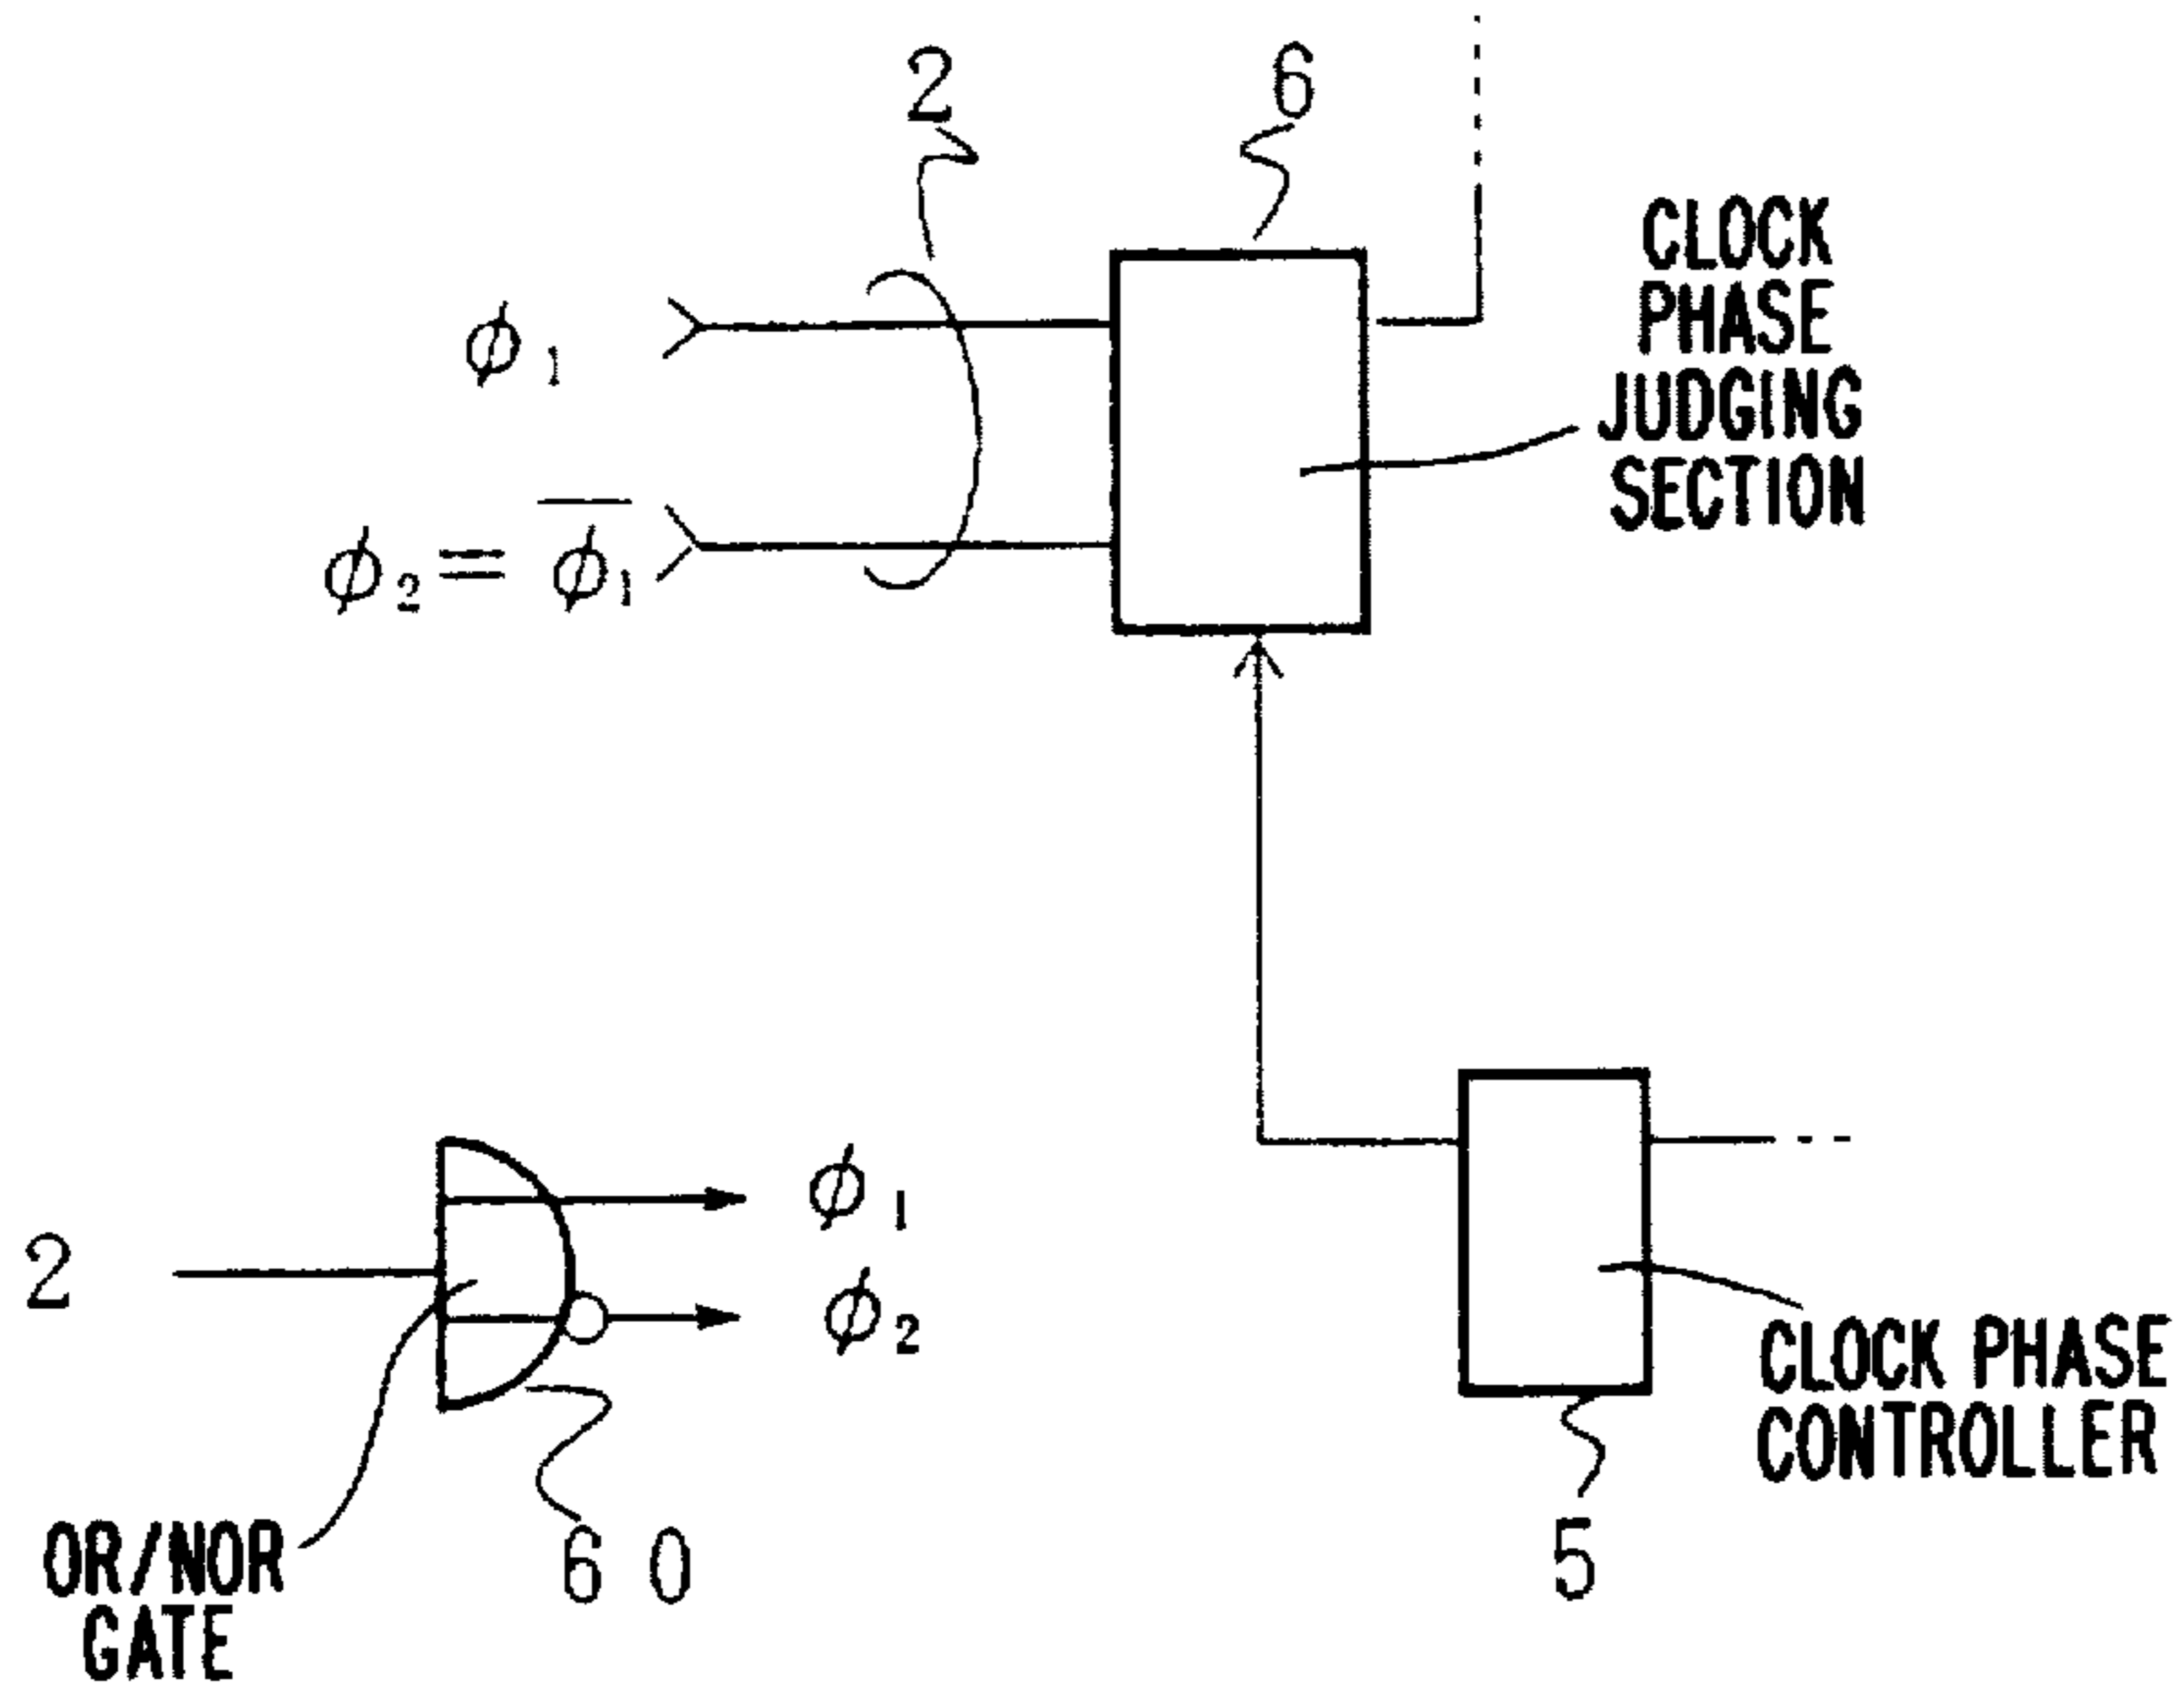 2
6
CLOCK
PHASE
JUDGING
SECTION
ϕ₁
ϕ₂ = ϕ̅₁
ϕ₁
2
ϕ₂
CLOCK PHASE
CONTROLLER
OR/NOR
GATE
60
5